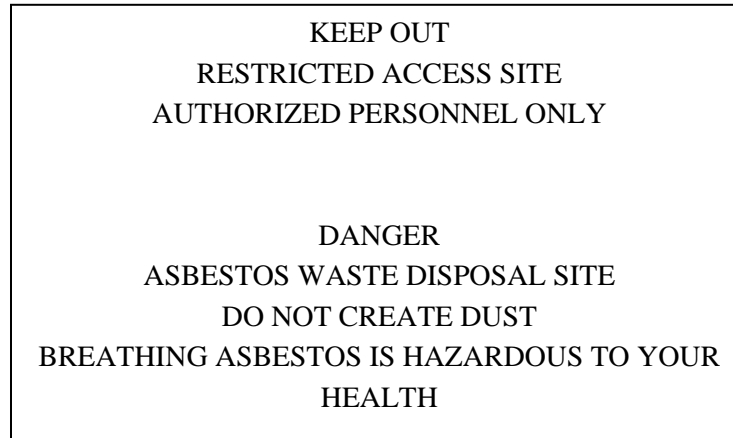 KEEP OUT
RESTRICTED ACCESS SITE
AUTHORIZED PERSONNEL ONLY
DANGER
ASBESTOS WASTE DISPOSAL SITE
DO NOT CREATE DUST
BREATHING ASBESTOS IS HAZARDOUS TO YOUR
HEALTH